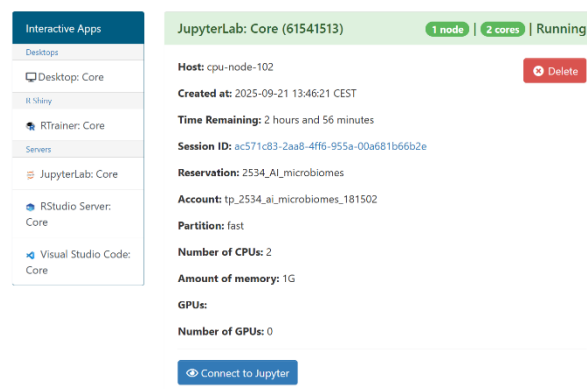 Interactive Apps
Desktops
Desktop: Core
R Shiny
RTrainer: Core
Servers
JupyterLab: Core
RStudio Server:
Core
Visual Studio Code:
Core
JupyterLab: Core (61541513)
1 node | 2 cores | Running
Host: cpu-node-102
Delete
Created at: 2025-09-21 13:46:21 CEST
Time Remaining: 2 hours and 56 minutes
Session ID: ac571c83-2aa8-4ff6-955a-00a681b66b2e
Reservation: 2534_AI_microbiomes
Account: tp_2534_ai_microbiomes_181502
Partition: fast
Number of CPUs: 2
Amount of memory: 1G
GPUs:
Number of GPUs: 0
Connect to Jupyter